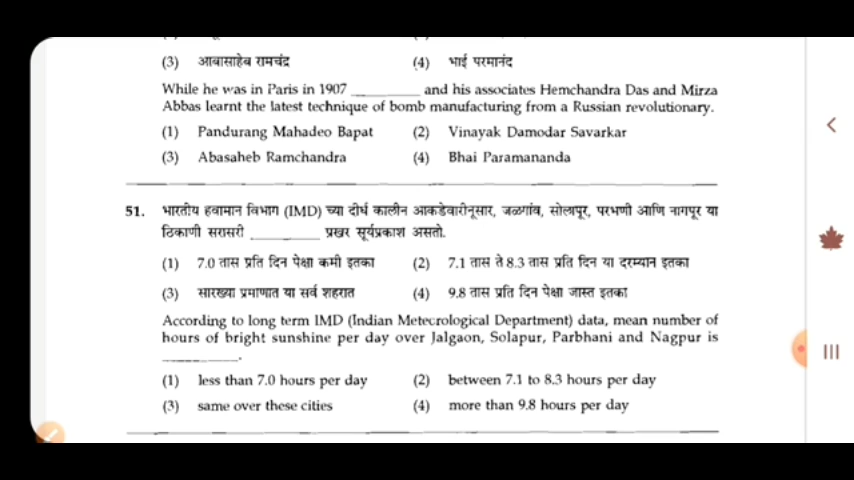 (3) आबासाहेब रामचंद्र (4) भाई परमानंद
While he was in Paris in 1907 ________ and his associates Hemchandra Das and Mirza
Abbas learnt the latest technique of bomb manufacturing from a Russian revolutionary.
(1) Pandurang Mahadeo Bapat (2) Vinayak Damodar Savarkar
(3) Abasaheb Ramchandra (4) Bhai Paramananda
51. भारतीय हवामान विभाग (IMD) च्या दीर्घ कालीन आकडेवारीनूसार, जळगांव, सोलापूर, परभणी आणि नागपूर या
ठिकाणी सरासरी ________ प्रखर सूर्यप्रकाश असतो.
(1) 7.0 तास प्रति दिन पेक्षा कमी इतका (2) 7.1 तास ते 8.3 तास प्रति दिन या दरम्यान इतका
(3) सारख्या प्रमाणात या सर्व शहरात (4) 9.8 तास प्रति दिन पेक्षा जास्त इतका
According to long term IMD (Indian Metecrological Department) data, mean number of
hours of bright sunshine per day over Jalgaon, Solapur, Parbhani and Nagpur is
________.
(1) less than 7.0 hours per day (2) between 7.1 to 8.3 hours per day
(3) same over these cities (4) more than 9.8 hours per day